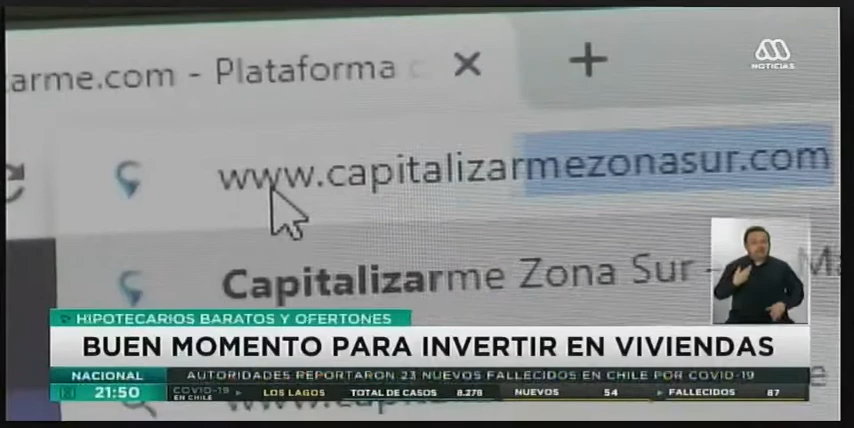 arme.com - Plataforma
NOTICIAS
www.capitalizarmezonasur.com
Capitalizarme Zona Sur -
HIPOTECARIOS BARATOS Y OFERTONES
BUEN MOMENTO PARA INVERTIR EN VIVIENDAS
NACIONAL AUTORIDADES REPORTARON 23 NUEVOS FALLECIDOS EN CHILE POR COVID-19
21:50 COVID-19 EN CHILE LOS LAGOS TOTAL DE CASOS 8.278 NUEVOS 54 FALLECIDOS 87